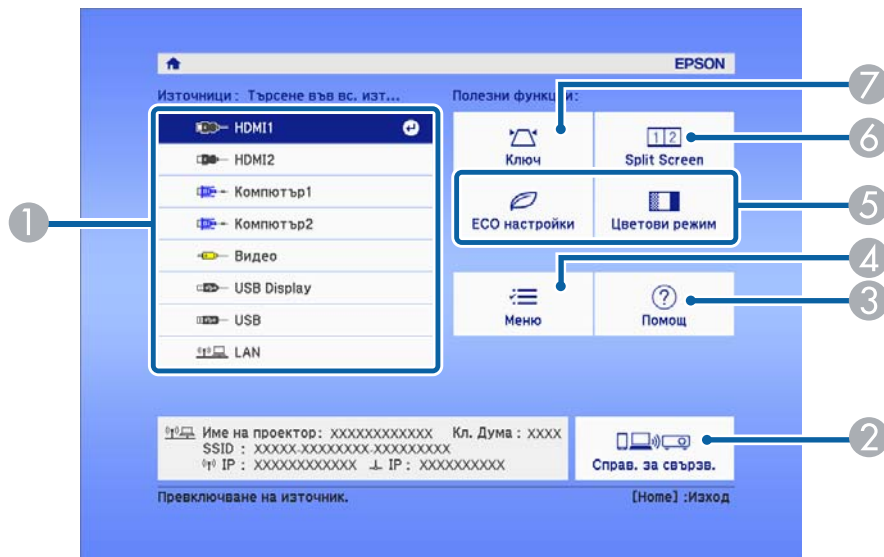 EPSON
Източници : Търсене във вс. изт...
Полезни функции:
HDMI1
HDMI2
Компютър1
Компютър2
Видео
USB Display
USB
LAN
Ключ
1 2
Split Screen
ECO настройки
Цветови режим
Меню
?
Помощ
Име на проектор: XXXXXXXXXXXX Кл. Дума : XXXX
SSID : XXXXX-XXXXXXXX-XXXXXXXXX
IP : XXXXXXXXXXXX IP : XXXXXXXXXX
Справ. за свързв.
Превключване на източник.
[Home] :Изход
1
7
6
5
4
3
2